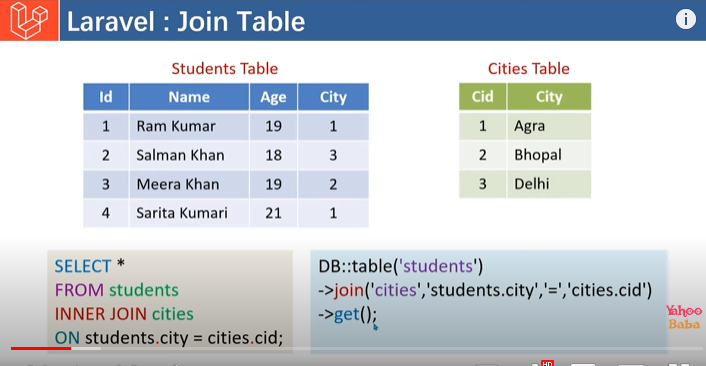 Laravel : Join Table
i
Students Table
Id Name Age City
1 Ram Kumar 19 1
2 Salman Khan 18 3
3 Meera Khan 19 2
4 Sarita Kumari 21 1
Cities Table
Cid City
1 Agra
2 Bhopal
3 Delhi
SELECT *
FROM students
INNER JOIN cities
ON students.city = cities.cid;
DB::table('students')
->join('cities','students.city','=','cities.cid')
->get();
Yahoo
Baba
HD